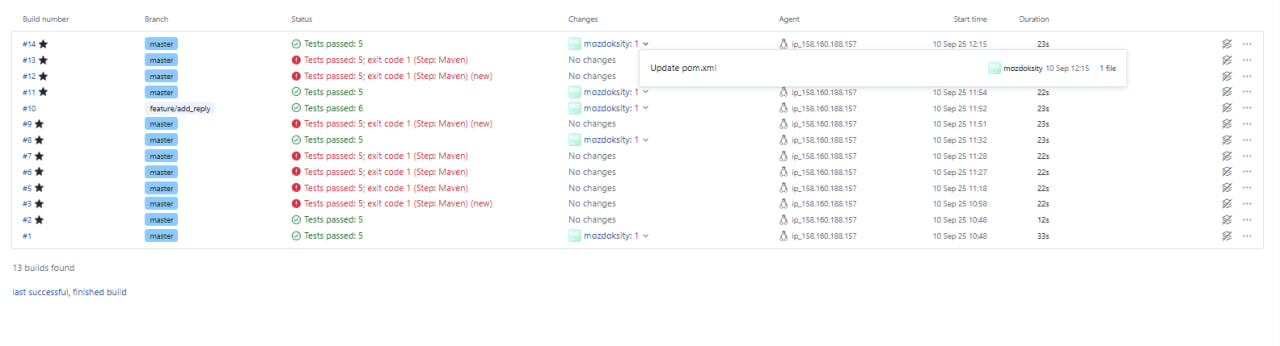 Build number Branch Status Changes Agent Start time Duration
#14 master Tests passed: 5 mozdoksity: 1 ip_158.160.188.157 10 Sep 25 12:15 23s
#13 master Tests passed: 5; exit code 1 (Step: Maven) No changes
Update pom.xml mozdoksity 10 Sep 12:15 1 file
#12 master Tests passed: 5; exit code 1 (Step: Maven) (new) No changes
#11 master Tests passed: 5 mozdoksity: 1 ip_158.160.188.157 10 Sep 25 11:54 22s
#10 feature/add_reply Tests passed: 6 mozdoksity: 1 ip_158.160.188.157 10 Sep 25 11:52 23s
#9 master Tests passed: 5; exit code 1 (Step: Maven) (new) No changes ip_158.160.188.157 10 Sep 25 11:51 23s
#8 master Tests passed: 5 mozdoksity: 1 ip_158.160.188.157 10 Sep 25 11:32 23s
#7 master Tests passed: 5; exit code 1 (Step: Maven) No changes ip_158.160.188.157 10 Sep 25 11:28 22s
#6 master Tests passed: 5; exit code 1 (Step: Maven) No changes ip_158.160.188.157 10 Sep 25 11:27 22s
#5 master Tests passed: 5; exit code 1 (Step: Maven) No changes ip_158.160.188.157 10 Sep 25 11:18 22s
#3 master Tests passed: 5; exit code 1 (Step: Maven) (new) No changes ip_158.160.188.157 10 Sep 25 10:58 22s
#2 master Tests passed: 5 No changes ip_158.160.188.157 10 Sep 25 10:48 12s
#1 master Tests passed: 5 mozdoksity: 1 ip_158.160.188.157 10 Sep 25 10:48 33s
13 builds found
last successful, finished build